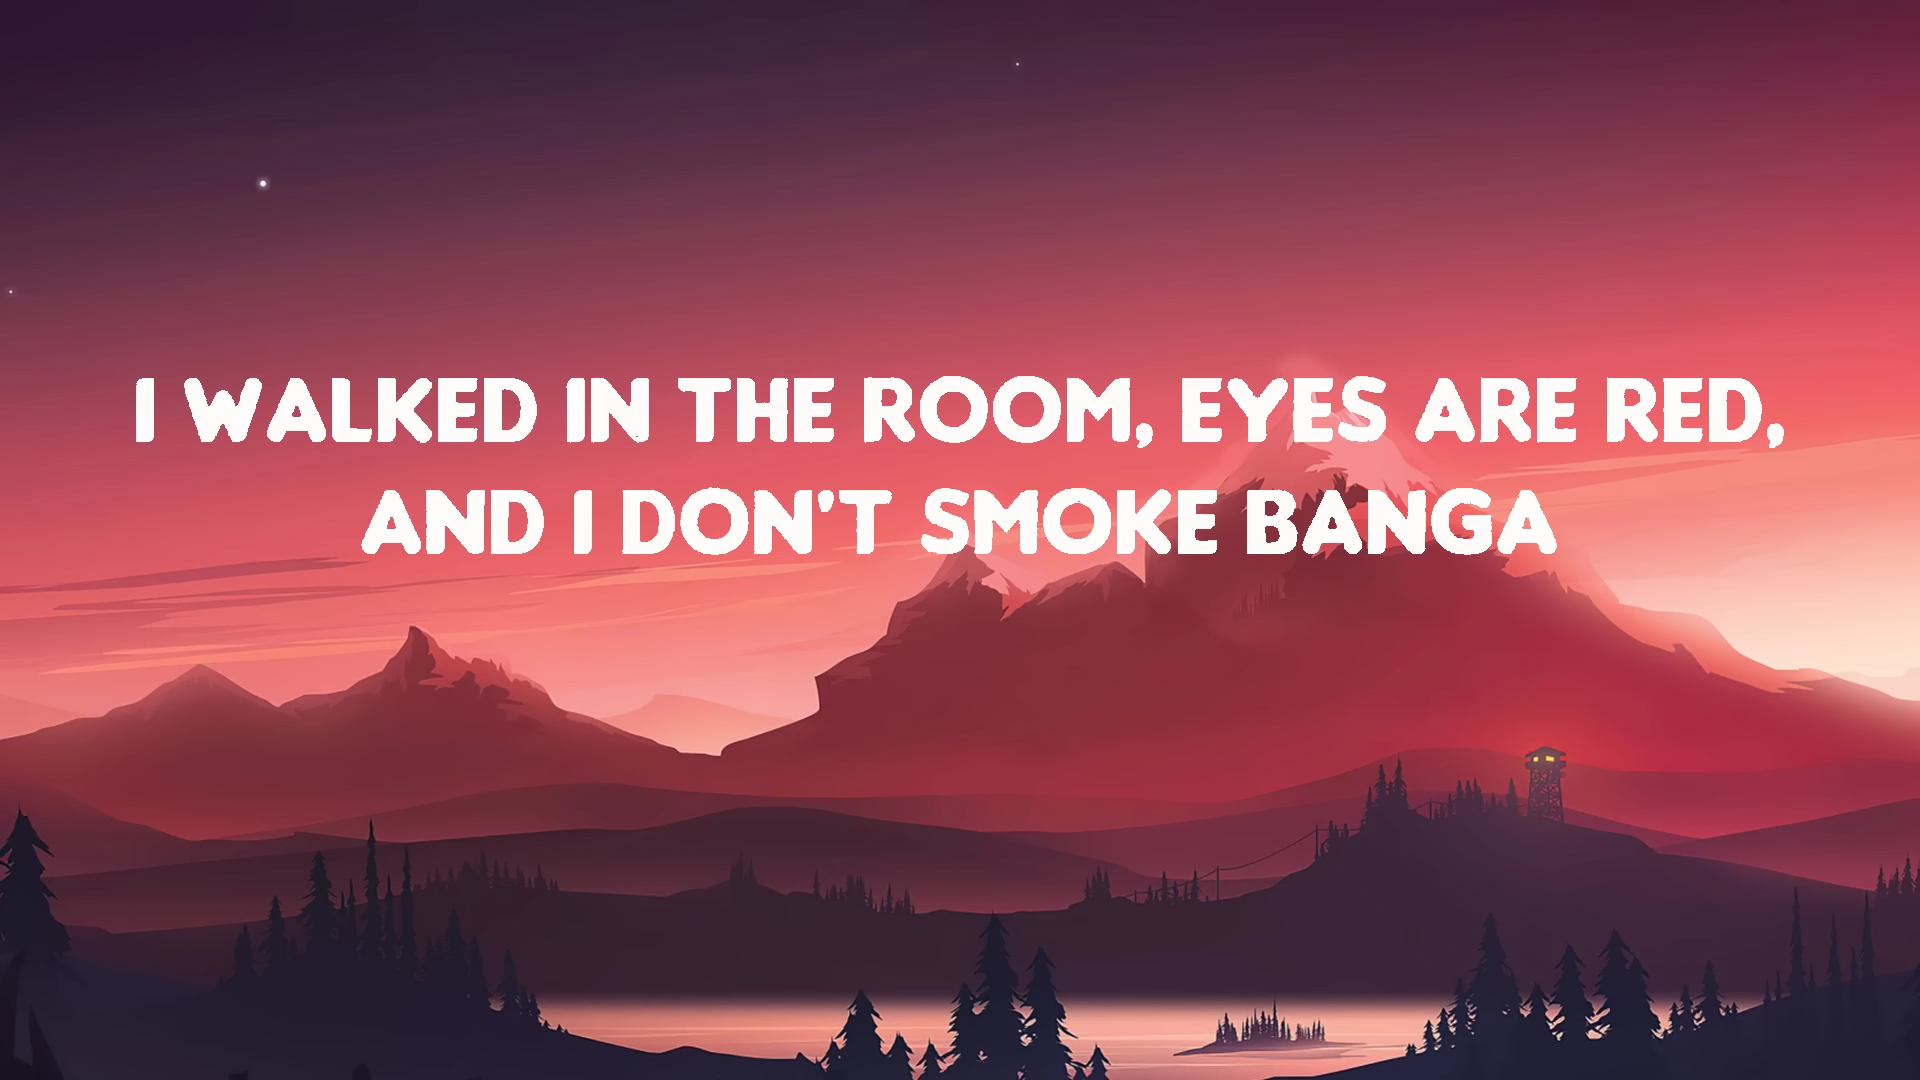 I WALKED IN THE ROOM, EYES ARE RED,
AND I DON'T SMOKE BANGA